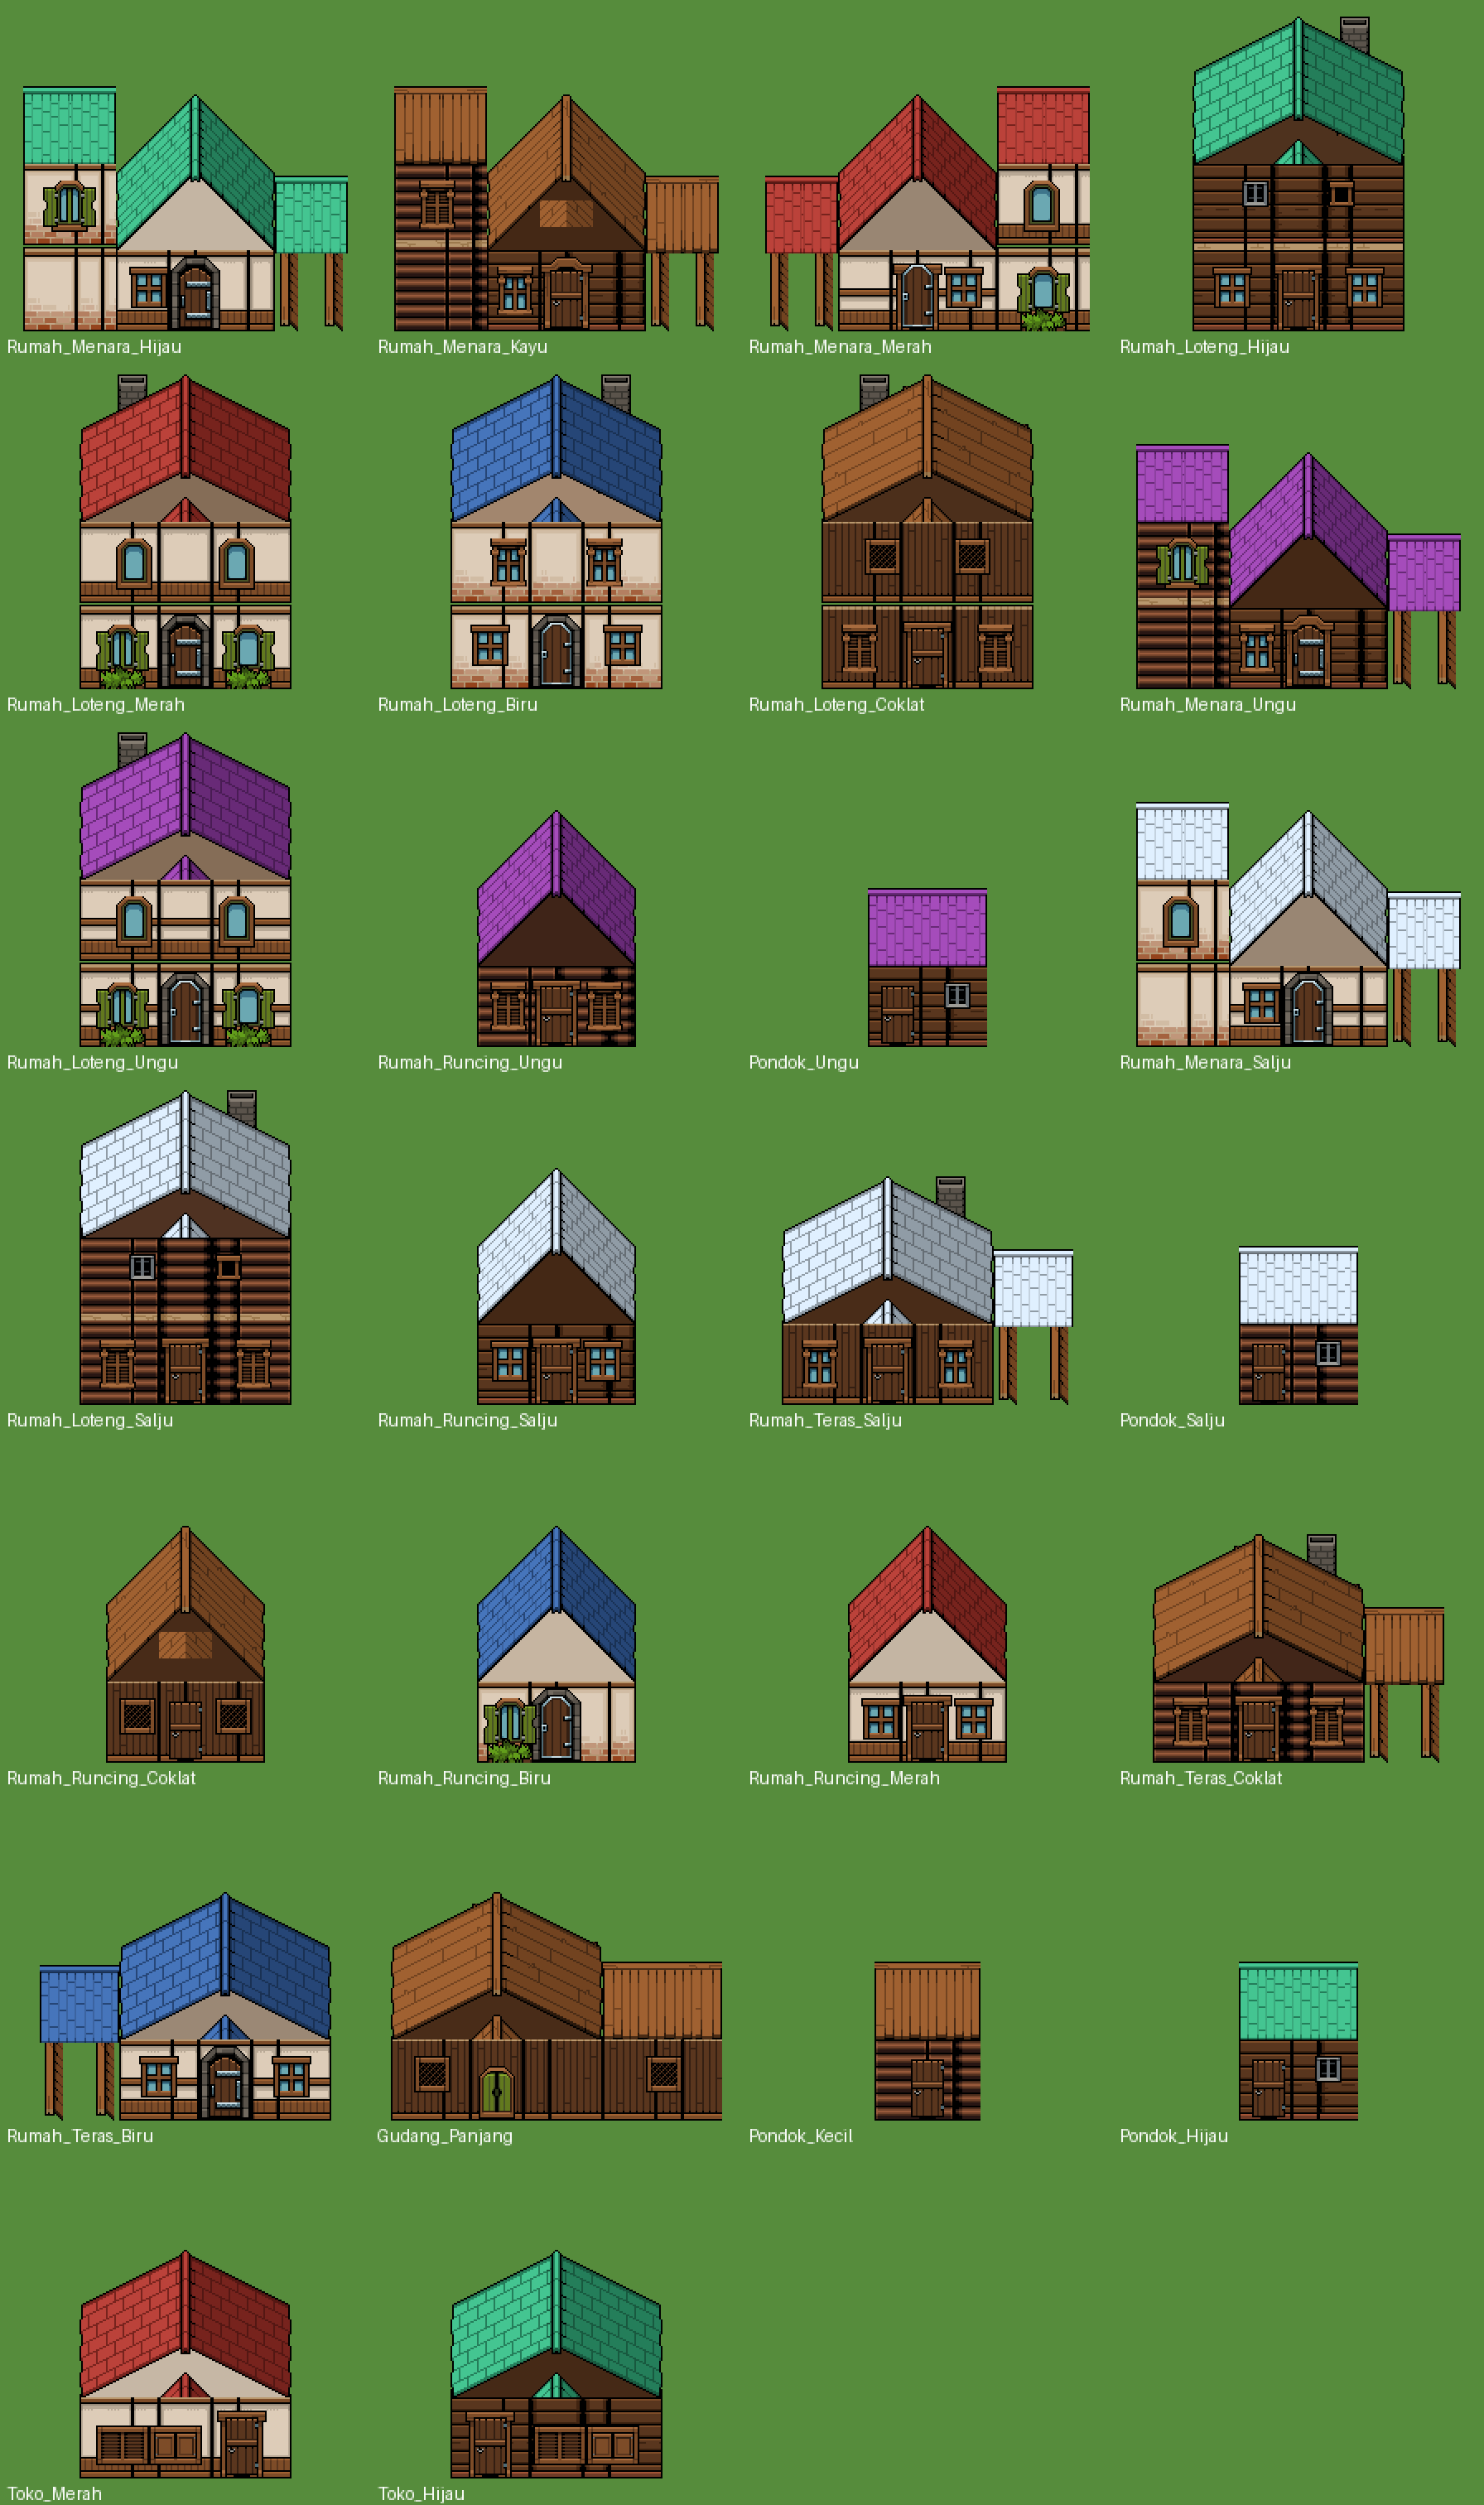 Rumah_Menara_Hijau
Rumah_Menara_Kayu
Rumah_Menara_Merah
Rumah_Loteng_Hijau
Rumah_Loteng_Merah
Rumah_Loteng_Biru
Rumah_Loteng_Coklat
Rumah_Menara_Ungu
Rumah_Loteng_Ungu
Rumah_Runcing_Ungu
Pondok_Ungu
Rumah_Menara_Salju
Rumah_Loteng_Salju
Rumah_Runcing_Salju
Rumah_Teras_Salju
Pondok_Salju
Rumah_Runcing_Coklat
Rumah_Runcing_Biru
Rumah_Runcing_Merah
Rumah_Teras_Coklat
Rumah_Teras_Biru
Gudang_Panjang
Pondok_Kecil
Pondok_Hijau
Toko_Merah
Toko_Hijau